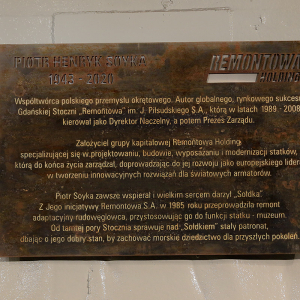 PIOTR HENRYK SOYKA
1943 - 2020
REMONTOWA
HOLDING
Współtwórca polskiego przemysłu okrętowego. Autor globalnego, rynkowego sukcesu
Gdańskiej Stoczni „Remontowa” im. J. Piłsudskiego S.A., którą w latach 1989 - 2008
kierował jako Dyrektor Naczelny, a potem Prezes Zarządu.
Założyciel grupy kapitałowej Remontowa Holding
specjalizującej się w projektowaniu, budowie, wyposażaniu i modernizacji statków,
którą do końca życia zarządzał, doprowadzając do jej rozwoju jako europejskiego lidera
w tworzeniu innowacyjnych rozwiązań dla światowych armatorów.
Piotr Soyka zawsze wspierał i wielkim sercem darzył „Sołdka”.
Z Jego inicjatywy Remontowa S.A. w 1985 roku przeprowadziła remont
adaptacyjny rudowęglowca, przystosowując go do funkcji statku - muzeum.
Od tamtej pory Stocznia sprawuje nad „Sołdkiem” stały patronat,
dbając o jego dobry stan, by zachować morskie dziedzictwo dla przyszłych pokoleń.